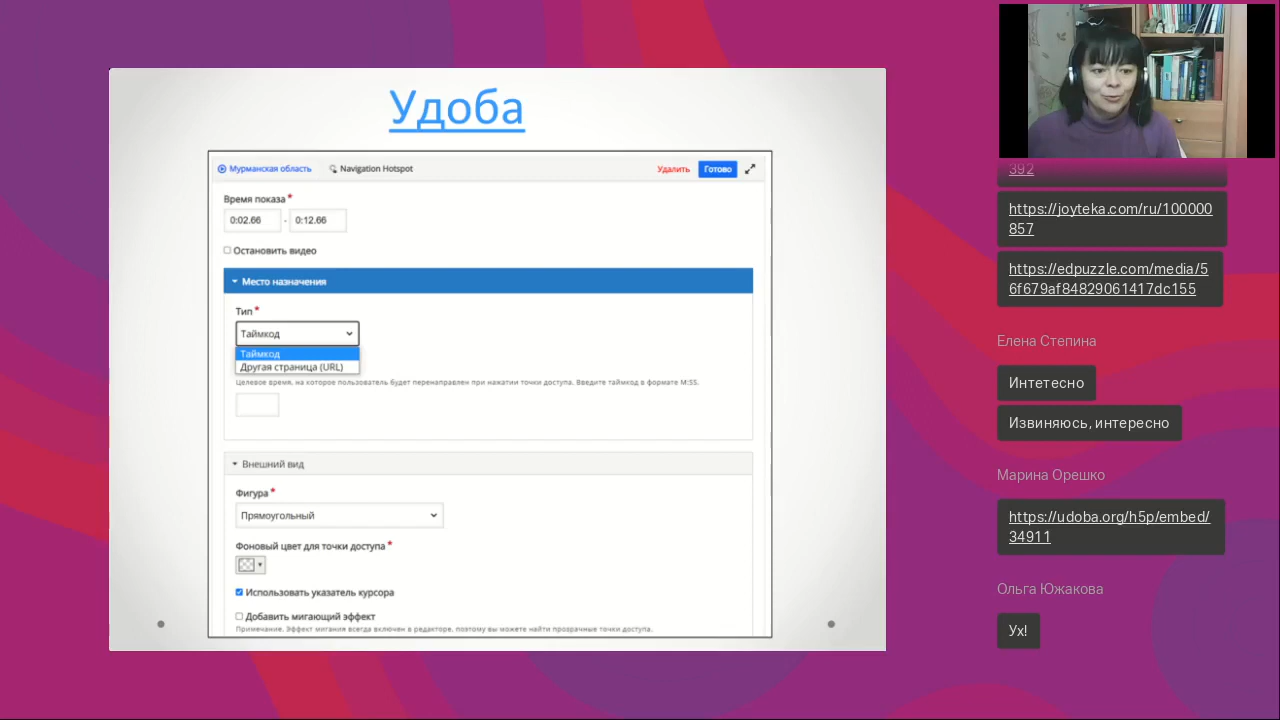 Удоба
Мурманская область
Navigation Hotspot
Удалить
Готово
Время показа *
0:02.66 - 0:12.66
Остановить видео
Место назначения
Тип *
Таймкод
Таймкод
Другая страница (URL)
Целевое время, на которое пользователь будет перенаправлен при нажатии точки доступа. Введите таймкод в формате M:SS.
Внешний вид
Фигура *
Прямоугольный
Фоновый цвет для точки доступа *
Использовать указатель курсора
Добавить мигающий эффект
Примечание. Эффект мигания всегда включен в редакторе, поэтому вы можете найти прозрачные точки доступа.
392
https://joyteka.com/ru/100000
857
https://edpuzzle.com/media/5
6f679af84829061417dc155
Елена Степина
Интетесно
Извиняюсь, интересно
Марина Орешко
https://udoba.org/h5p/embed/
34911
Ольга Южакова
Ух!